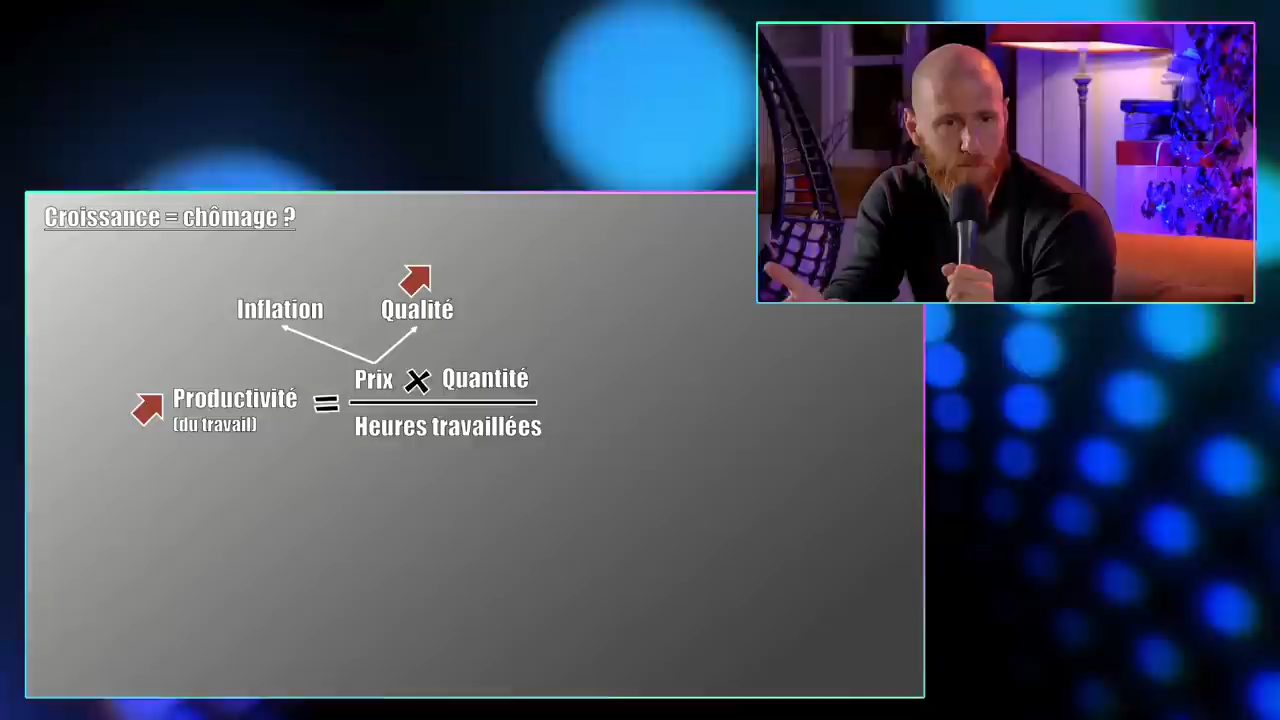 Croissance = chômage ?
Inflation Qualité
Prix × Quantité
Productivité =
(du travail)
Heures travaillées